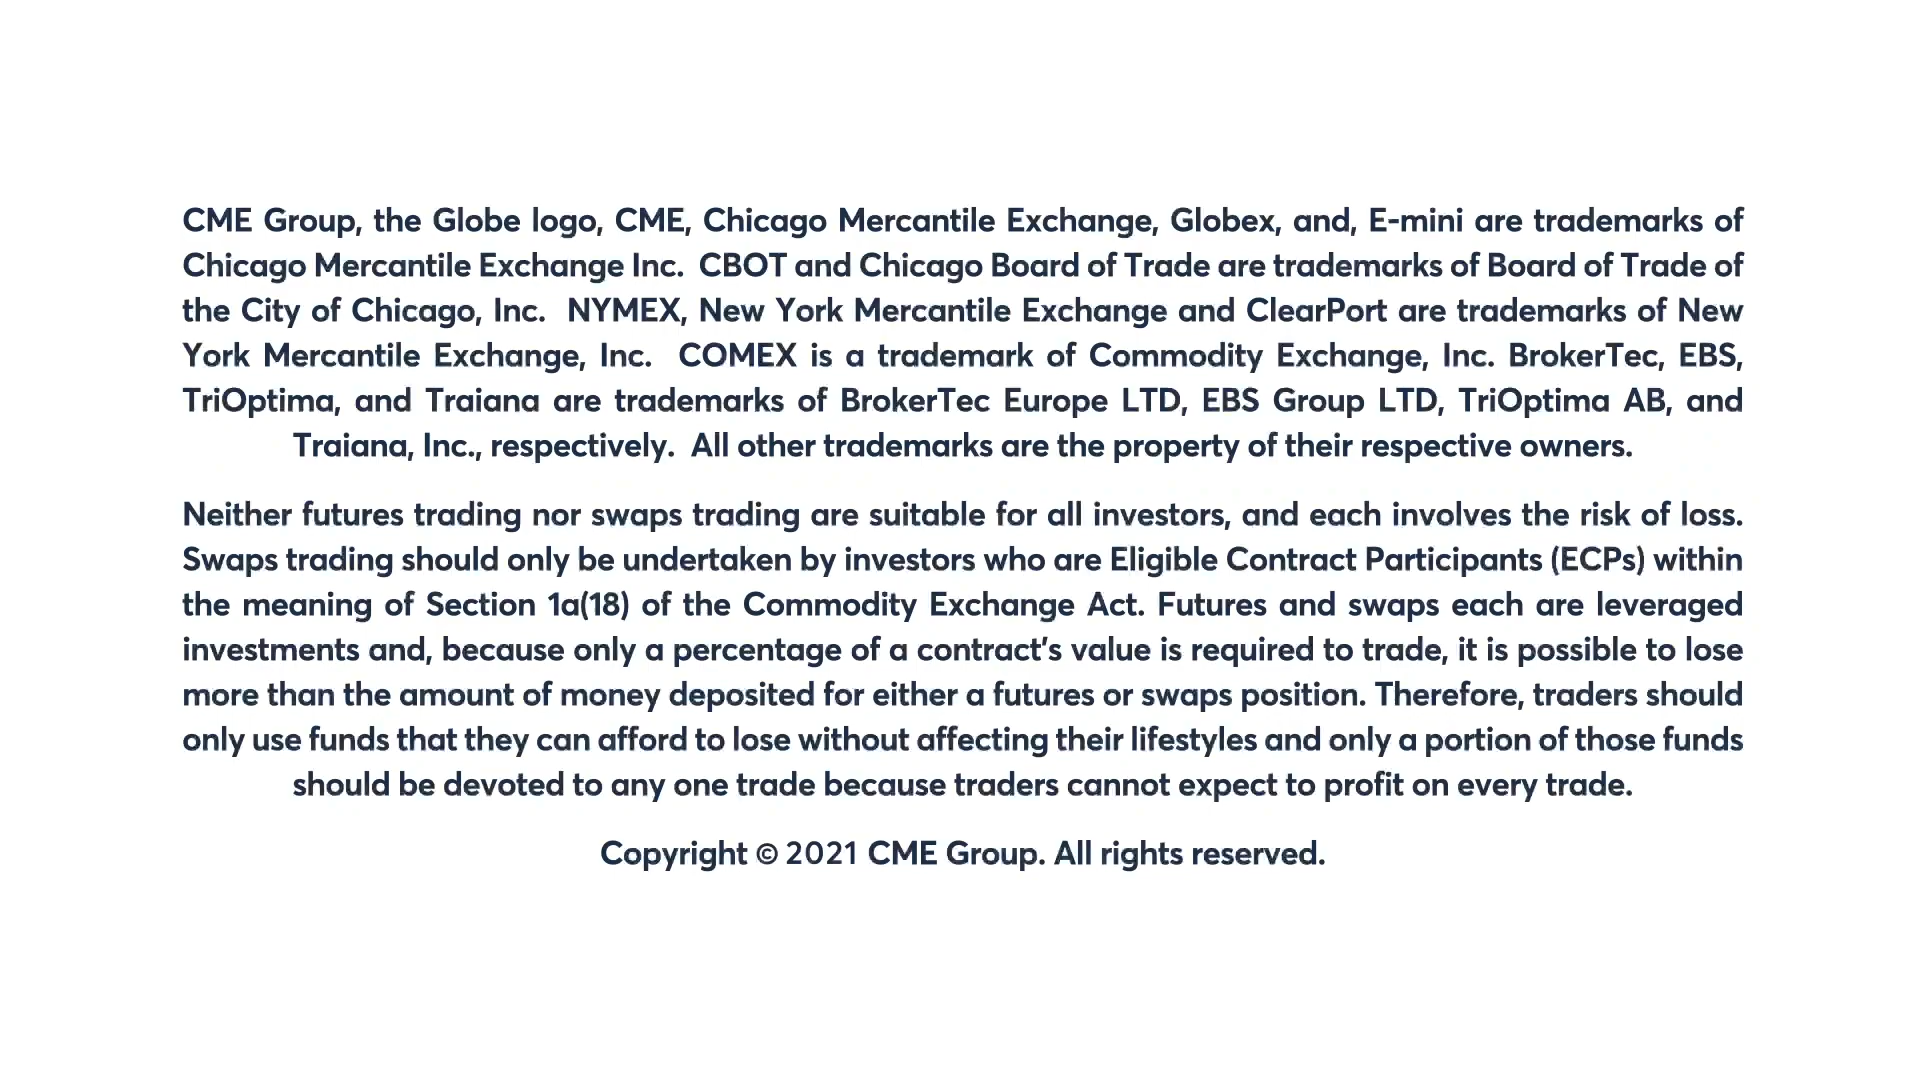 CME Group, the Globe logo, CME, Chicago Mercantile Exchange, Globex, and, E-mini are trademarks of
Chicago Mercantile Exchange Inc.  CBOT and Chicago Board of Trade are trademarks of Board of Trade of
the City of Chicago, Inc.  NYMEX, New York Mercantile Exchange and ClearPort are trademarks of New
York Mercantile Exchange, Inc.  COMEX is a trademark of Commodity Exchange, Inc. BrokerTec, EBS,
TriOptima, and Traiana are trademarks of BrokerTec Europe LTD, EBS Group LTD, TriOptima AB, and
Traiana, Inc., respectively.  All other trademarks are the property of their respective owners.
Neither futures trading nor swaps trading are suitable for all investors, and each involves the risk of loss.
Swaps trading should only be undertaken by investors who are Eligible Contract Participants (ECPs) within
the meaning of Section 1a(18) of the Commodity Exchange Act. Futures and swaps each are leveraged
investments and, because only a percentage of a contract’s value is required to trade, it is possible to lose
more than the amount of money deposited for either a futures or swaps position. Therefore, traders should
only use funds that they can afford to lose without affecting their lifestyles and only a portion of those funds
should be devoted to any one trade because traders cannot expect to profit on every trade.
Copyright © 2021 CME Group. All rights reserved.